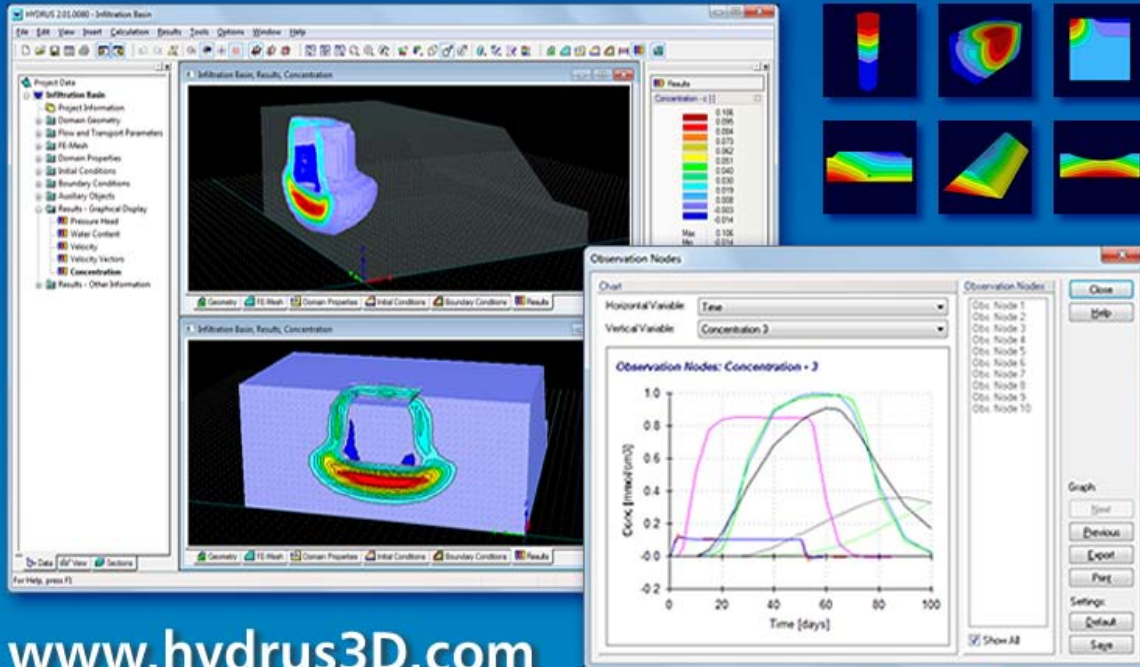 HYDRUS 2.01.0080 - Infiltration Basin
File Edit View Insert Calculation Results Tools Options Window Help
Project Data
Infiltration Basin
Project Information
Domain Geometry
Flow and Transport Parameters
FE-Mesh
Domain Properties
Initial Conditions
Boundary Conditions
Auxiliary Objects
Results - Graphical Display
Pressure Head
Water Content
Velocity
Velocity Vectors
Concentration
Results - Other Information
Data View Sections
For Help, press F1
Infiltration Basin, Results, Concentration
Geometry FE-Mesh Domain Properties Initial Conditions Boundary Conditions Results
Infiltration Basin, Results, Concentration
Geometry FE-Mesh Domain Properties Initial Conditions Boundary Conditions Results
Results
Concentration - c [-]
0.106
0.095
0.084
0.073
0.062
0.051
0.040
0.030
0.019
0.008
-0.003
-0.014
Max 0.106
Min -0.014
Observation Nodes
Chart
Horizontal Variable: Time
Vertical Variable: Concentration 3
Observation Nodes: Concentration - 3
Conc [mmol/cm3]
1.0
0.8
0.6
0.4
0.2
-0.0
-0.2
0 20 40 60 80 100
Time [days]
Observation Nodes
Obs. Node 1
Obs. Node 2
Obs. Node 3
Obs. Node 4
Obs. Node 5
Obs. Node 6
Obs. Node 7
Obs. Node 8
Obs. Node 9
Obs. Node 10
Show All
Close
Help
Graph:
Next
Previous
Export
Print
Settings:
Default
Save
www.hydrus3D.com